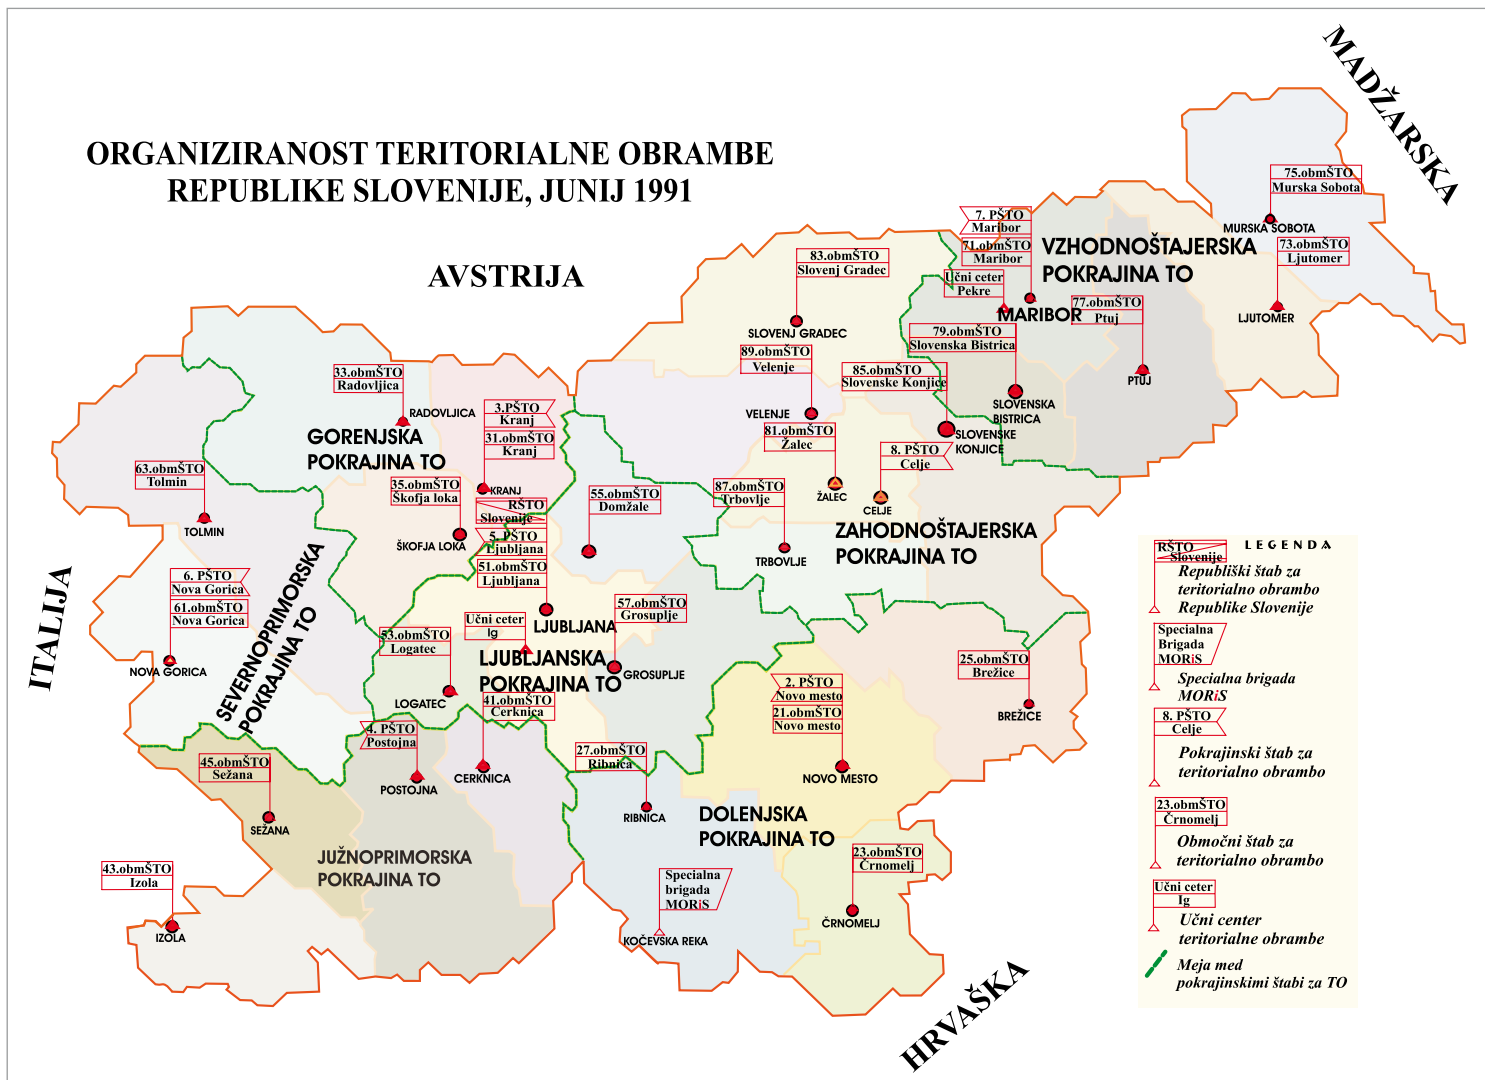 ORGANIZIRANOST TERITORIALNE OBRAMBE
REPUBLIKE SLOVENIJE, JUNIJ 1991
MADŽARSKA
AVSTRIJA
ITALIJA
HRVAŠKA
75.obmŠTO
Murska Sobota
MURSKA SOBOTA
73.obmŠTO
Ljutomer
LJUTOMER
7. PŠTO
Maribor
71.obmŠTO
Maribor
Učni ceter
Pekre
MARIBOR
VZHODNOŠTAJERSKA
POKRAJINA TO
77.obmŠTO
Ptuj
PTUJ
79.obmŠTO
Slovenska Bistrica
SLOVENSKA
BISTRICA
83.obmŠTO
Slovenj Gradec
SLOVENJ GRADEC
89.obmŠTO
Velenje
VELENJE
85.obmŠTO
Slovenske Konjice
SLOVENSKE
KONJICE
81.obmŠTO
Žalec
ŽALEC
8. PŠTO
Celje
CELJE
87.obmŠTO
Trbovlje
TRBOVLJE
ZAHODNOŠTAJERSKA
POKRAJINA TO
33.obmŠTO
Radovljica
RADOVLJICA
GORENJSKA
POKRAJINA TO
3.PŠTO
Kranj
31.obmŠTO
Kranj
KRANJ
35.obmŠTO
Škofja loka
ŠKOFJA LOKA
63.obmŠTO
Tolmin
TOLMIN
6. PŠTO
Nova Gorica
61.obmŠTO
Nova Gorica
NOVA GORICA
SEVERNOPRIMORSKA
POKRAJINA TO
RŠTO
Slovenije
5. PŠTO
Ljubljana
51.obmŠTO
Ljubljana
LJUBLJANA
55.obmŠTO
Domžale
57.obmŠTO
Grosuplje
GROSUPLJE
Učni ceter
Ig
LJUBLJANSKA
POKRAJINA TO
53.obmŠTO
Logatec
LOGATEC
41.obmŠTO
Cerknica
CERKNICA
4. PŠTO
Postojna
POSTOJNA
45.obmŠTO
Sežana
SEŽANA
JUŽNOPRIMORSKA
POKRAJINA TO
43.obmŠTO
Izola
IZOLA
27.obmŠTO
Ribnica
RIBNICA
2. PŠTO
Novo mesto
21.obmŠTO
Novo mesto
NOVO MESTO
25.obmŠTO
Brežice
BREŽICE
DOLENJSKA
POKRAJINA TO
23.obmŠTO
Črnomelj
ČRNOMELJ
Specialna
brigada
MORiS
KOČEVSKA REKA
LEGENDA
RŠTO
Slovenije
Republiški štab za
teritorialno obrambo
Republike Slovenije
Specialna
Brigada
MORiS
Specialna brigada
MORiS
8. PŠTO
Celje
Pokrajinski štab za
teritorialno obrambo
23.obmŠTO
Črnomelj
Območni štab za
teritorialno obrambo
Učni ceter
Ig
Učni center
teritorialne obrambe
Meja med
pokrajinskimi štabi za TO